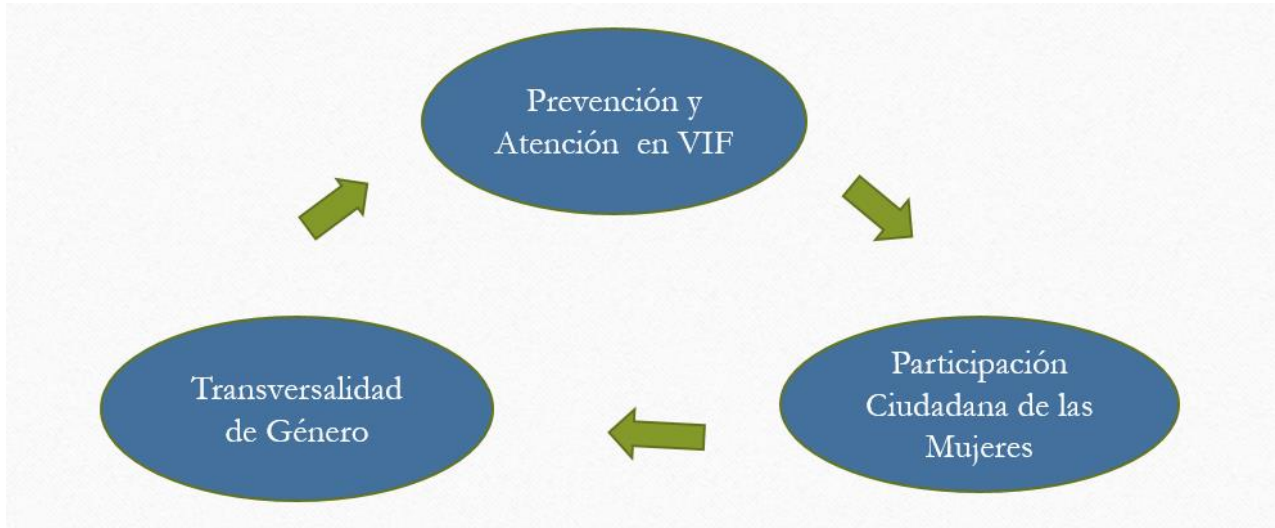 Prevención y
Atención en VIF
Transversalidad
de Género
Participación
Ciudadana de las
Mujeres